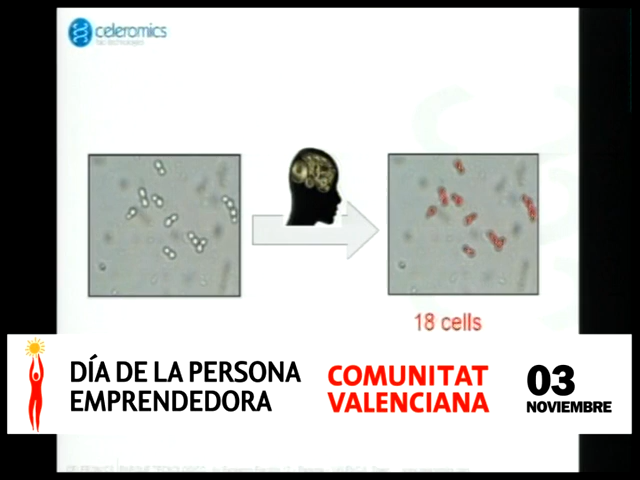 celeromics
18 cells
DÍA DE LA PERSONA
EMPRENDEDORA
COMUNITAT
VALENCIANA
03
NOVIEMBRE